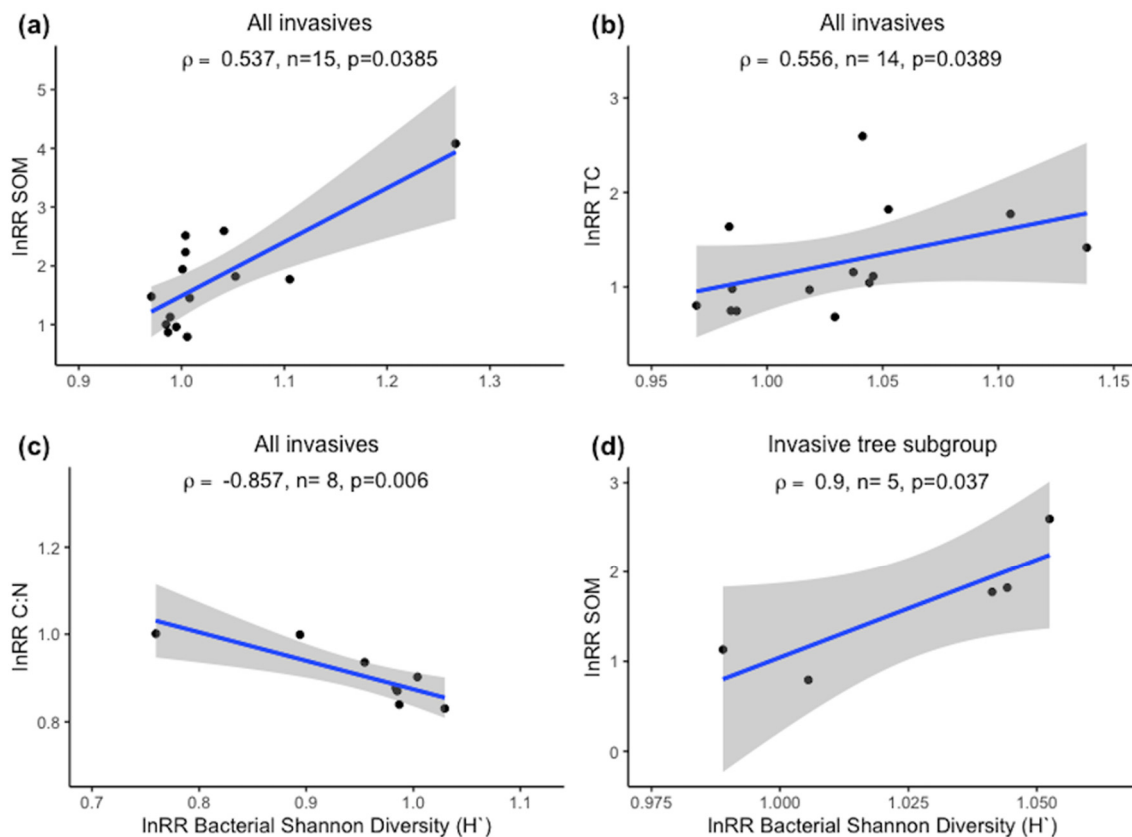 (a) All invasives
ρ = 0.537, n=15, p=0.0385
lnRR SOM
5
4
3
2
1
0.9 1.0 1.1 1.2 1.3
(b) All invasives
ρ = 0.556, n= 14, p=0.0389
lnRR TC
3
2
1
0.95 1.00 1.05 1.10 1.15
(c) All invasives
ρ = -0.857, n= 8, p=0.006
lnRR C:N
1.2
1.0
0.8
0.7 0.8 0.9 1.0 1.1
lnRR Bacterial Shannon Diversity (H`)
(d) Invasive tree subgroup
ρ = 0.9, n= 5, p=0.037
lnRR SOM
3
2
1
0
0.975 1.000 1.025 1.050
lnRR Bacterial Shannon Diversity (H`)